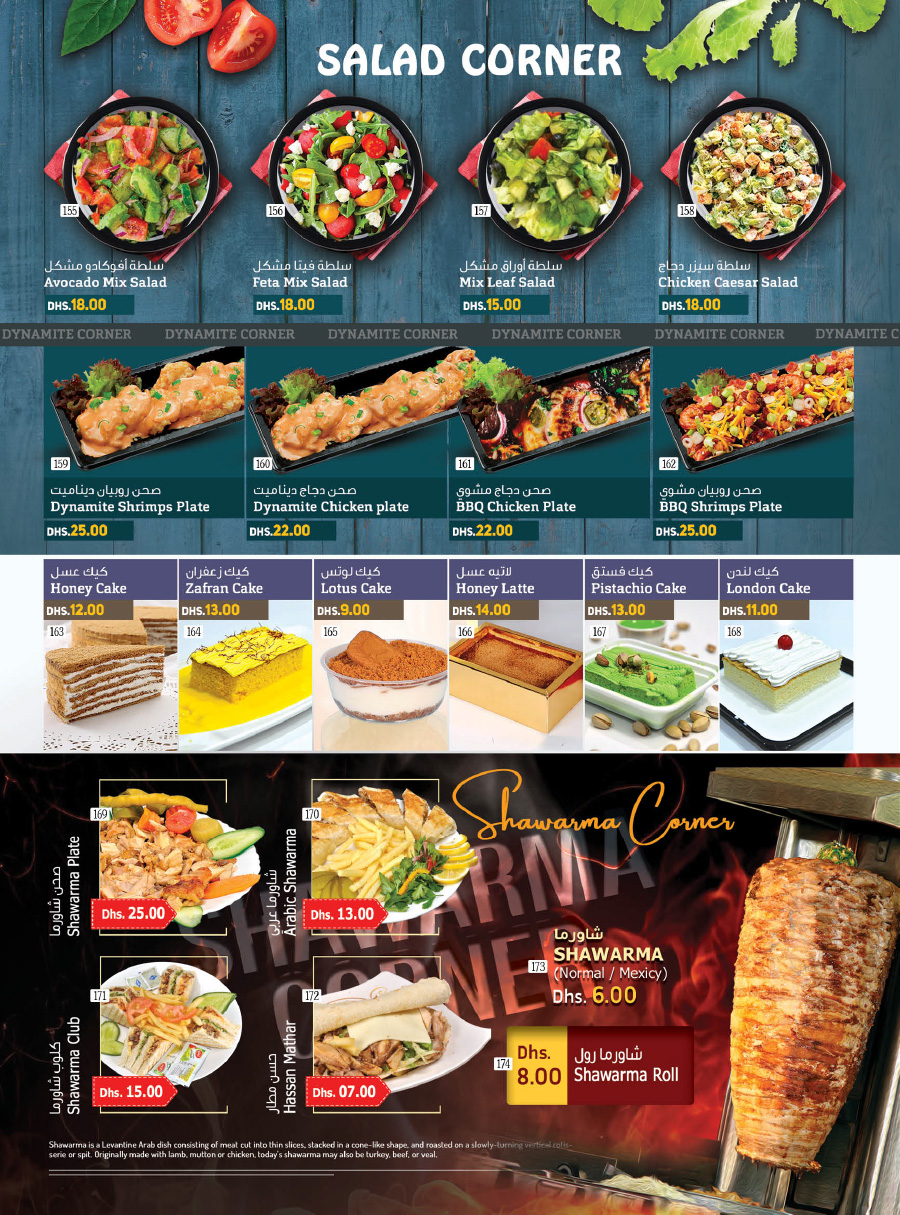 SALAD CORNER
155
156
157
158
سلطة أفوكادو مشكل
Avocado Mix Salad
DHS.18.00
سلطة فيتا مشكل
Feta Mix Salad
DHS.18.00
سلطة أوراق مشكل
Mix Leaf Salad
DHS.15.00
سلطة سيزر دجاج
Chicken Caesar Salad
DHS.18.00
DYNAMITE CORNER DYNAMITE CORNER DYNAMITE CORNER DYNAMITE CORNER DYNAMITE CORNER DYNAMITE C
159
صحن روبيان ديناميت
Dynamite Shrimps Plate
DHS.25.00
160
صحن دجاج ديناميت
Dynamite Chicken plate
DHS.22.00
161
صحن دجاج مشوي
BBQ Chicken Plate
DHS.22.00
162
صحن روبيان مشوي
BBQ Shrimps Plate
DHS.25.00
كيك عسل
Honey Cake
DHS.12.00
163
كيك زعفران
Zafran Cake
DHS.13.00
164
كيك لوتس
Lotus Cake
DHS.9.00
165
لاتيه عسل
Honey Latte
DHS.14.00
166
كيك فستق
Pistachio Cake
DHS.13.00
167
كيك لندن
London Cake
DHS.11.00
168
Shawarma Corner
SHAWARMA
CORNER
169
صحن شاورما
Shawarma Plate
Dhs. 25.00
170
شاورما عربي
Arabic Shawarma
Dhs. 13.00
171
كلوب شاورما
Shawarma Club
Dhs. 15.00
172
حسن مطار
Hassan Mathar
Dhs. 07.00
173
شاورما
SHAWARMA
(Normal / Mexicy)
Dhs. 6.00
174
Dhs.
8.00
شاورما رول
Shawarma Roll
Shawarma is a Levantine Arab dish consisting of meat cut into thin slices, stacked in a cone-like shape, and roasted on a slowly-turning vertical rotis-
serie or spit. Originally made with lamb, mutton or chicken, today's shawarma may also be turkey, beef, or veal.